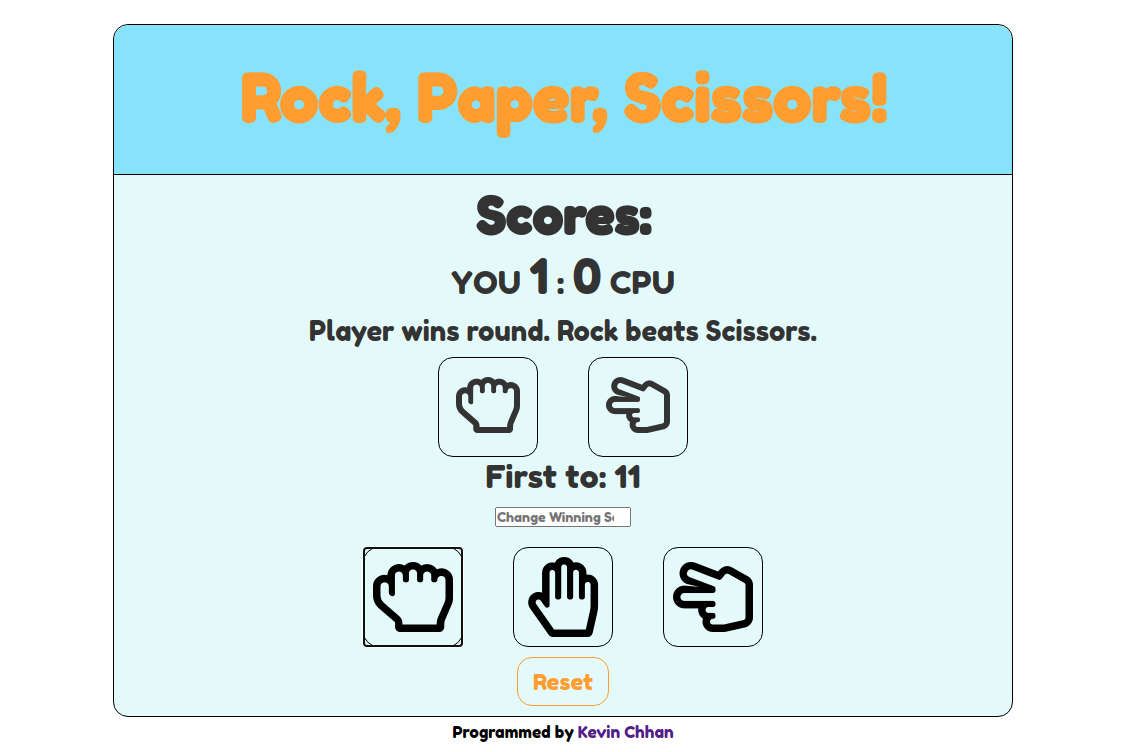 Rock, Paper, Scissors!
Scores:
YOU 1 : 0 CPU
Player wins round. Rock beats Scissors.
First to: 11
Change Winning
Reset
Programmed by Kevin Chhan